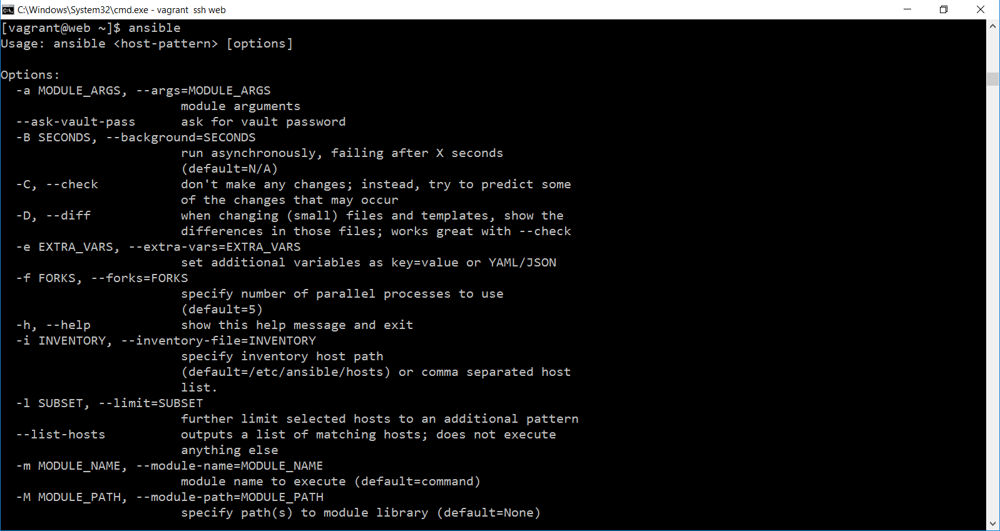 C:\Windows\System32\cmd.exe - vagrant  ssh web
[vagrant@web ~]$ ansible
Usage: ansible <host-pattern> [options]

Options:
  -a MODULE_ARGS, --args=MODULE_ARGS
                        module arguments
  --ask-vault-pass      ask for vault password
  -B SECONDS, --background=SECONDS
                        run asynchronously, failing after X seconds
                        (default=N/A)
  -C, --check           don't make any changes; instead, try to predict some
                        of the changes that may occur
  -D, --diff            when changing (small) files and templates, show the
                        differences in those files; works great with --check
  -e EXTRA_VARS, --extra-vars=EXTRA_VARS
                        set additional variables as key=value or YAML/JSON
  -f FORKS, --forks=FORKS
                        specify number of parallel processes to use
                        (default=5)
  -h, --help            show this help message and exit
  -i INVENTORY, --inventory-file=INVENTORY
                        specify inventory host path
                        (default=/etc/ansible/hosts) or comma separated host
                        list.
  -l SUBSET, --limit=SUBSET
                        further limit selected hosts to an additional pattern
  --list-hosts          outputs a list of matching hosts; does not execute
                        anything else
  -m MODULE_NAME, --module-name=MODULE_NAME
                        module name to execute (default=command)
  -M MODULE_PATH, --module-path=MODULE_PATH
                        specify path(s) to module library (default=None)